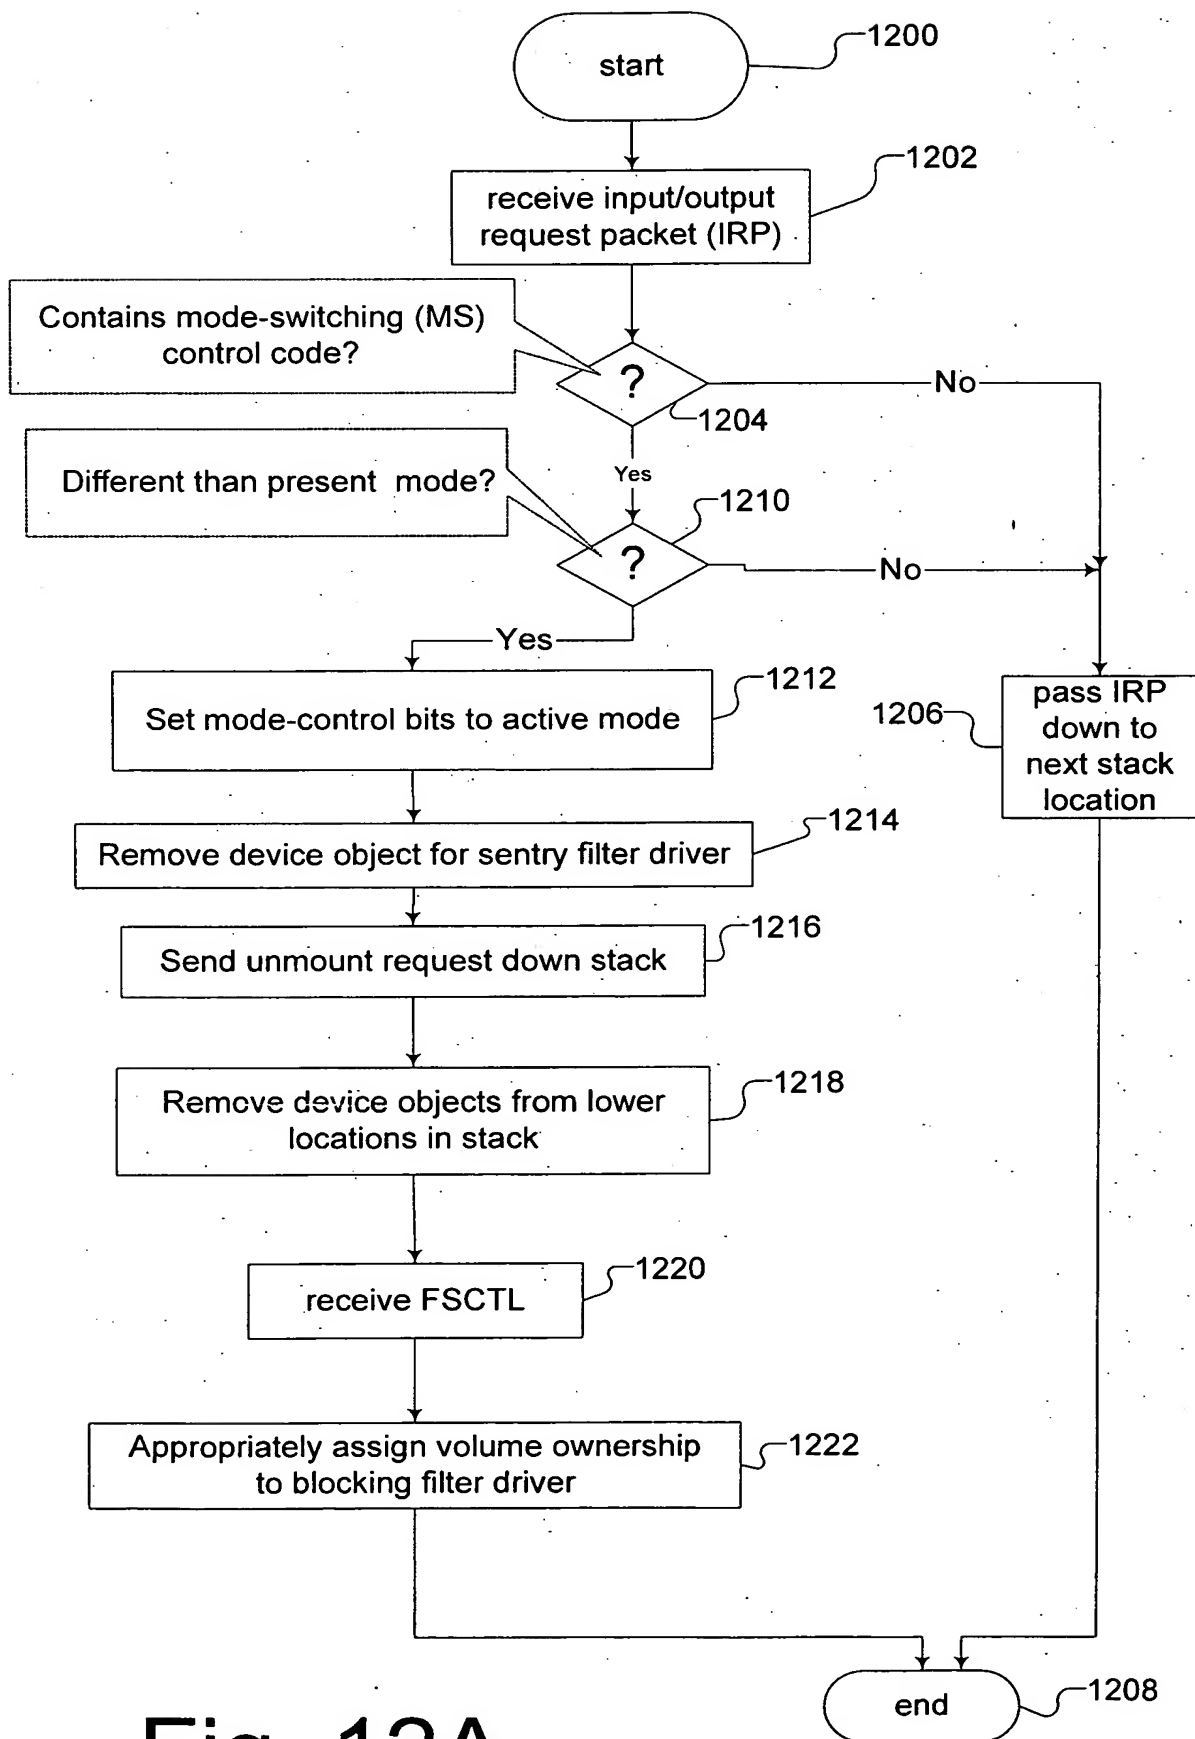 start
1200
receive input/output
request packet (IRP)
1202
Contains mode-switching (MS)
control code?
?
1204
No
Yes
Different than present mode?
?
1210
No
Yes
Set mode-control bits to active mode
1212
pass IRP
down to
next stack
location
1206
Remove device object for sentry filter driver
1214
Send unmount request down stack
1216
Remove device objects from lower
locations in stack
1218
receive FSCTL
1220
Appropriately assign volume ownership
to blocking filter driver
1222
end
1208
Fig. 12A